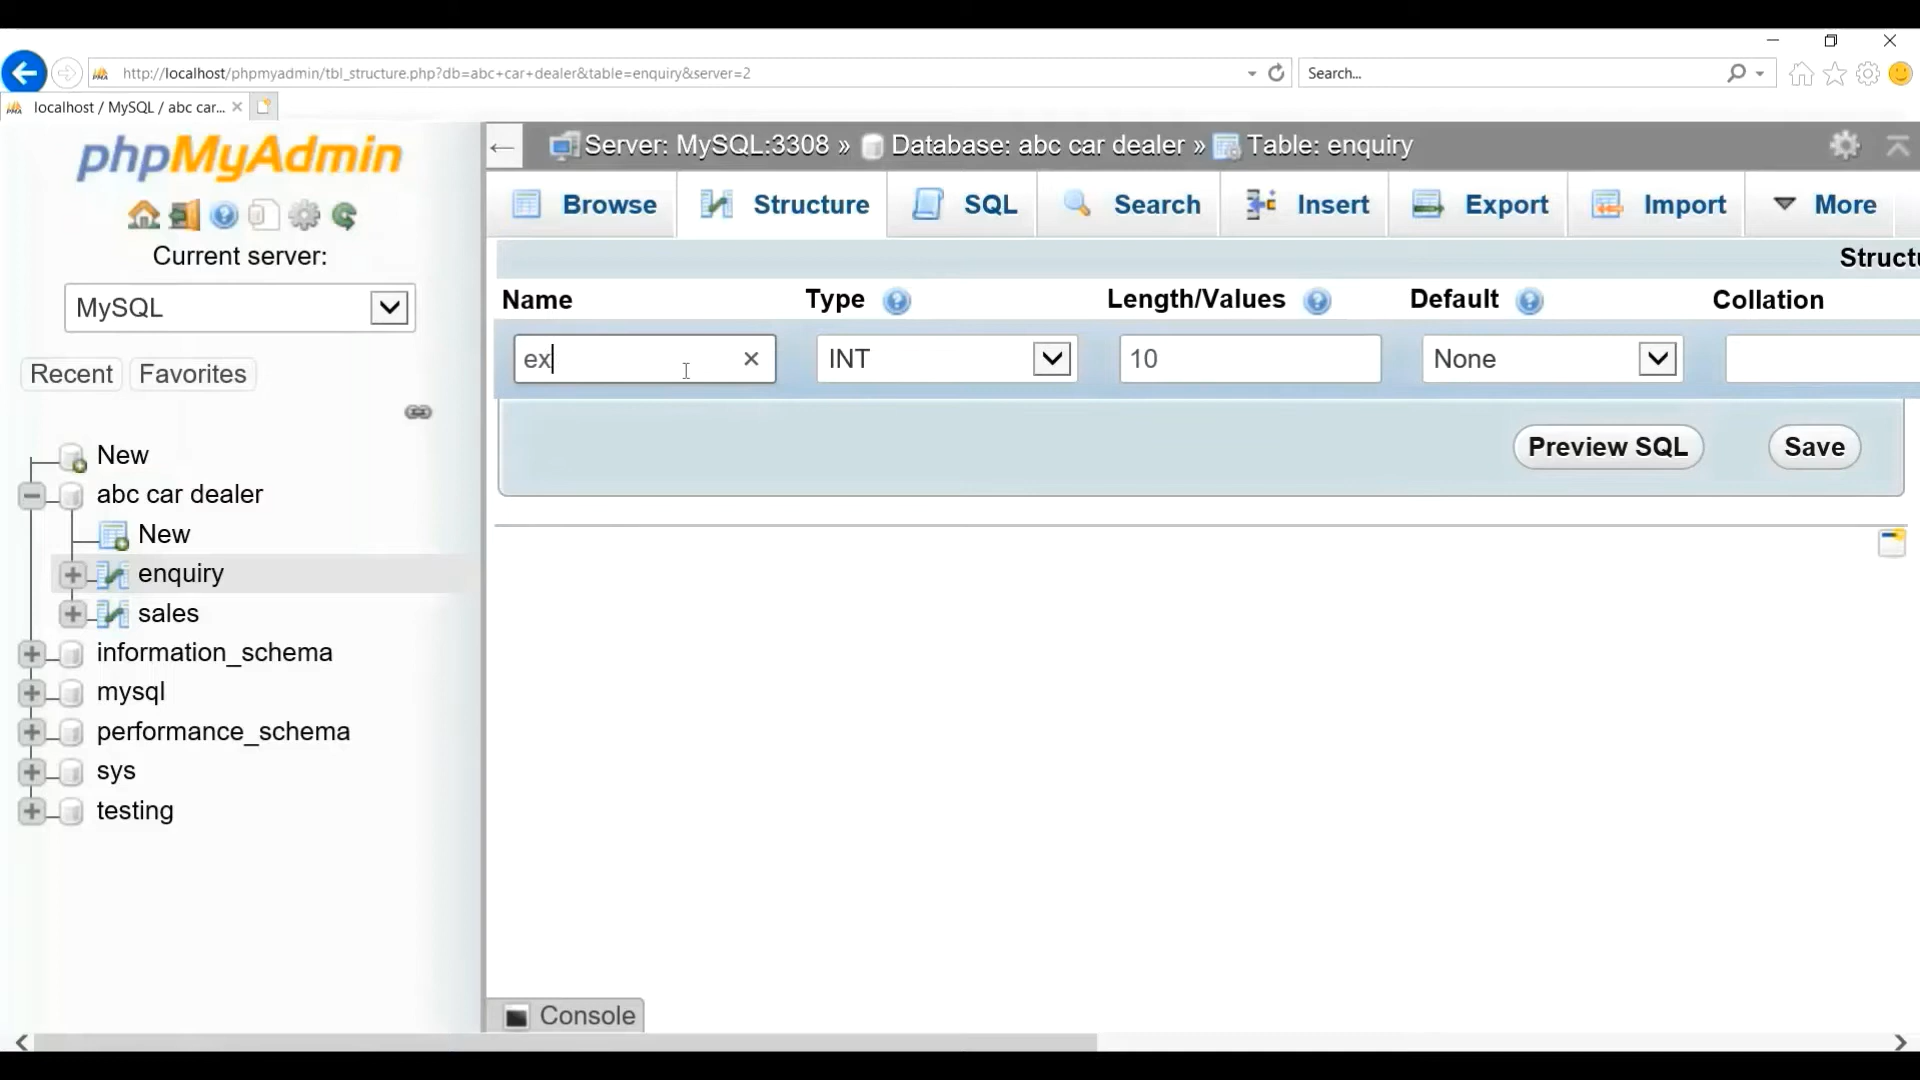 http://localhost/phpmyadmin/tbl_structure.php?db=abc+car+dealer&table=enquiry&server=2
Search...
localhost / MySQL / abc car...
phpMyAdmin
Current server:
MySQL
Recent
Favorites
New
abc car dealer
New
enquiry
sales
information_schema
mysql
performance_schema
sys
testing
Server: MySQL:3308 » Database: abc car dealer » Table: enquiry
Browse
Structure
SQL
Search
Insert
Export
Import
More
Structu
Name
Type
Length/Values
Default
Collation
ex
INT
10
None
Preview SQL
Save
Console